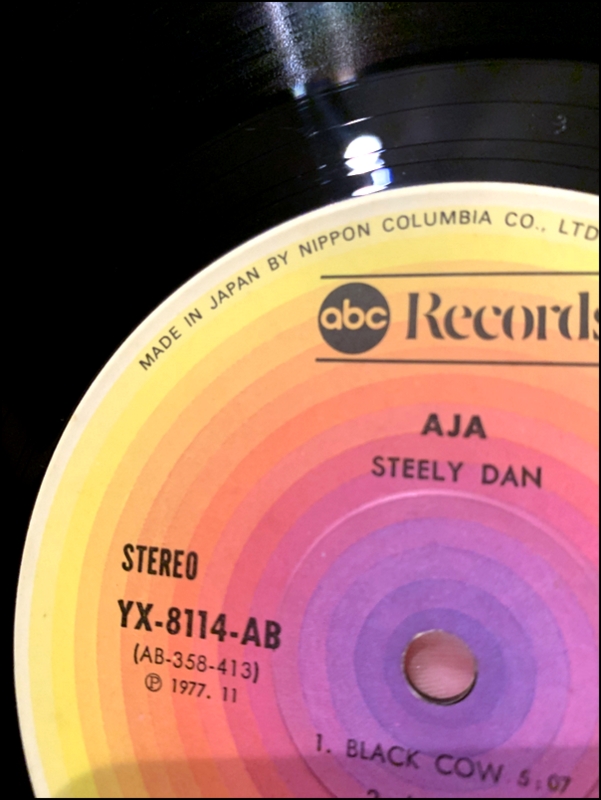 MADE IN JAPAN BY NIPPON COLUMBIA CO., LTD
abc Records
AJA
STEELY DAN
STEREO
YX-8114-AB
(AB-358-413)
℗ 1977. 11
1. BLACK COW 5:07
2.